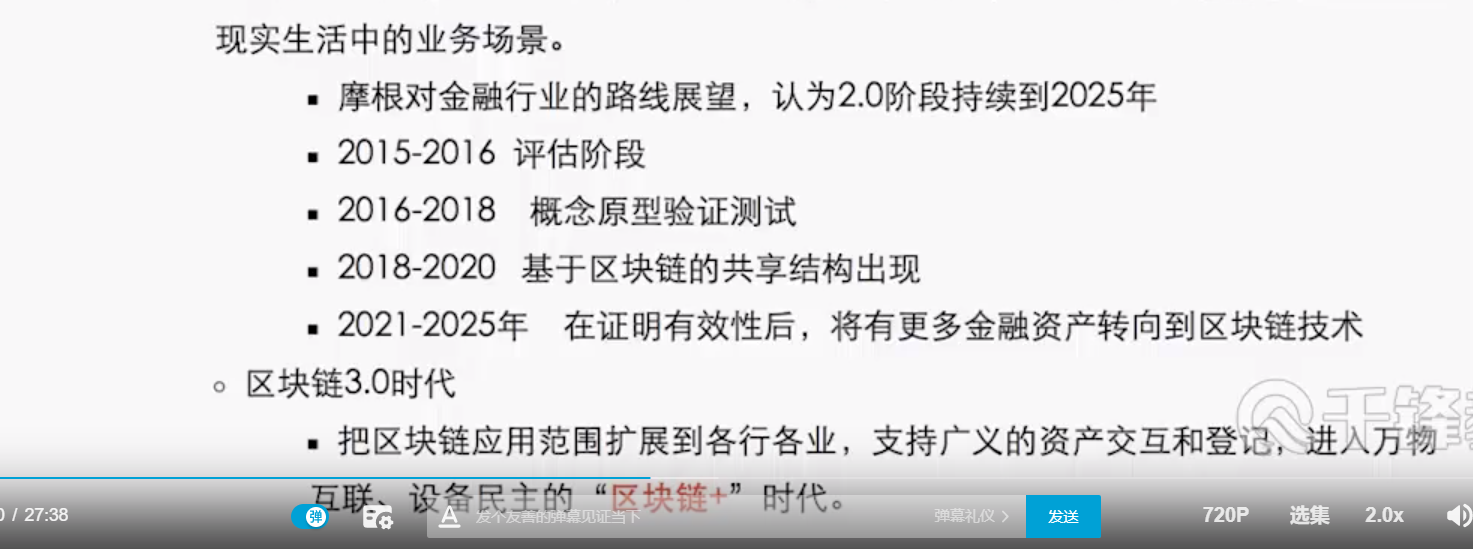 现实生活中的业务场景。
▪ 摩根对金融行业的路线展望，认为2.0阶段持续到2025年
▪ 2015-2016 评估阶段
▪ 2016-2018 概念原型验证测试
▪ 2018-2020 基于区块链的共享结构出现
▪ 2021-2025年 在证明有效性后，将有更多金融资产转向到区块链技术
○ 区块链3.0时代
千锋
▪ 把区块链应用范围扩展到各行各业，支持广义的资产交互和登记，进入万物
互联、设备民主的“区块链+”时代。
/ 27:38 弹 A 发个友善的弹幕见证当下 弹幕礼仪 > 发送 720P 选集 2.0x